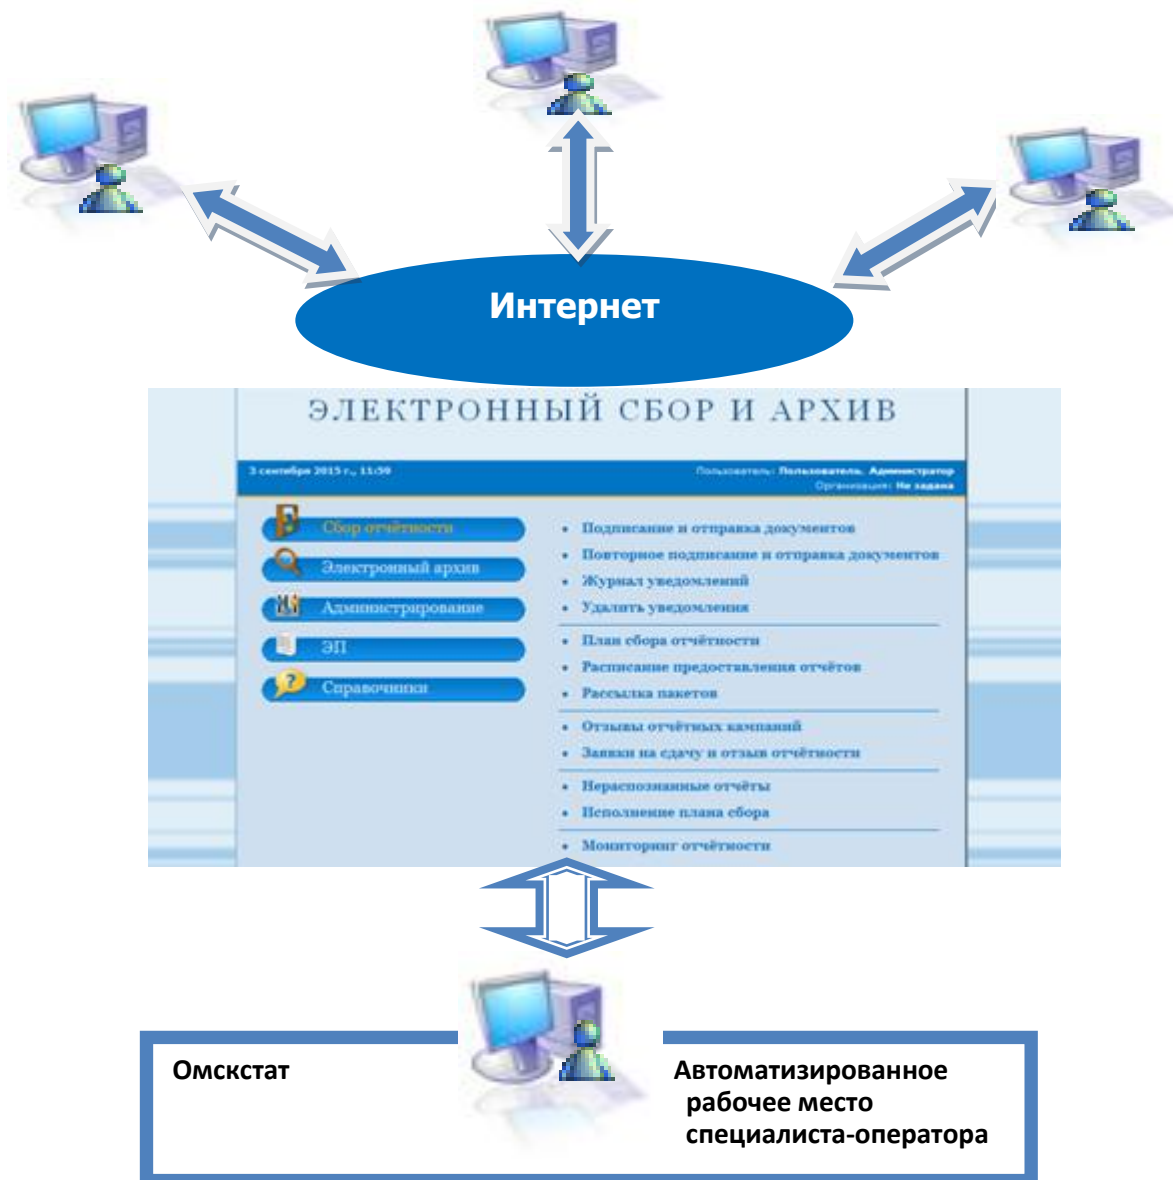 Интернет
ЭЛЕКТРОННЫЙ СБОР И АРХИВ
3 сентября 2015 г., 11:59
Пользователь: Пользователь. Администратор
Организация: Не задана
Сбор отчётности
Электронный архив
Администрирование
ЭП
Справочники
• Подписание и отправка документов
• Повторное подписание и отправка документов
• Журнал уведомлений
• Удалить уведомления
• План сбора отчётности
• Расписание предоставления отчётов
• Рассылка пакетов
• Отзывы отчётных кампаний
• Заявки на сдачу и отзыв отчётности
• Нераспознанные отчёты
• Исполнение плана сбора
• Мониторинг отчётности
Омскстат
Автоматизированное
рабочее место
специалиста-оператора